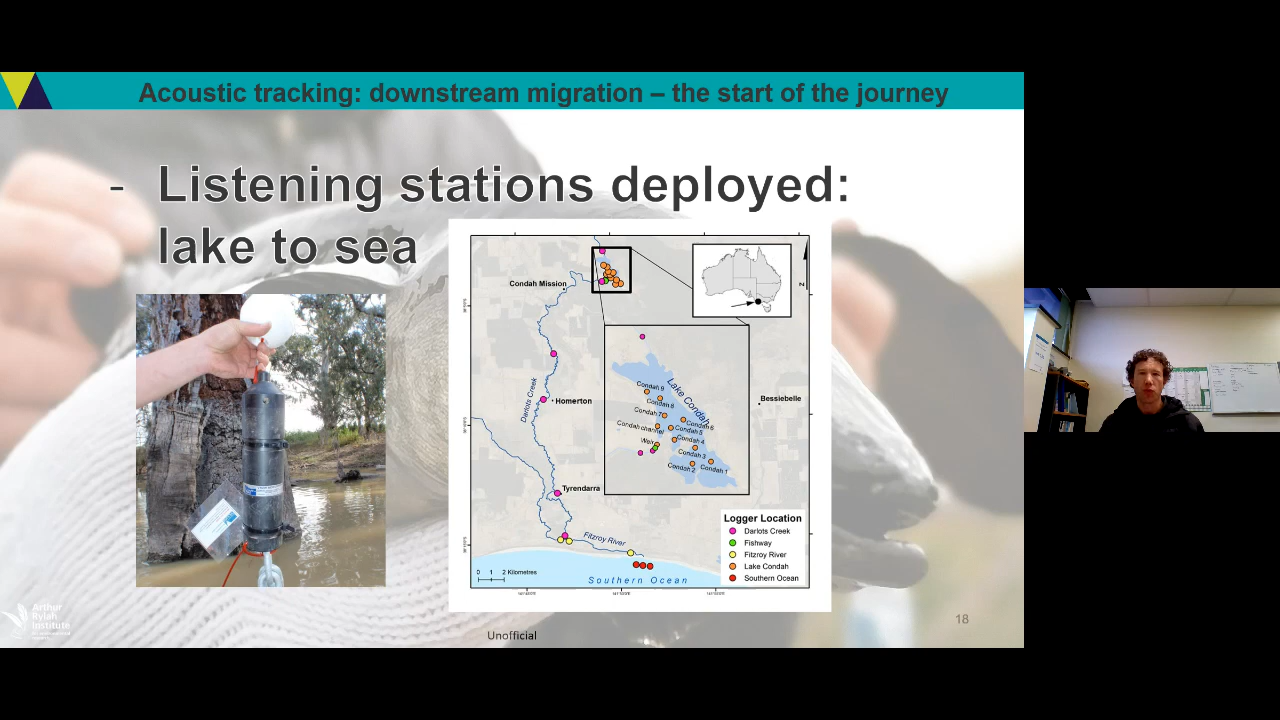 Acoustic tracking: downstream migration – the start of the journey
- Listening stations deployed:
lake to sea
Condah Mission
Darlots Creek
Homerton
Tyrendarra
Fitzroy River
Bessiebelle
Lake Condah
Condah 9
Condah 8
Condah 7
Condah 6
Condah channel
Condah 5
Weir
Condah 4
Condah 3
Condah 2
Condah 1
N
Logger Location
Darlots Creek
Fishway
Fitzroy River
Lake Condah
Southern Ocean
0 1 2 Kilometres
Southern Ocean
Arthur
Rylah
Institute
18
Unofficial